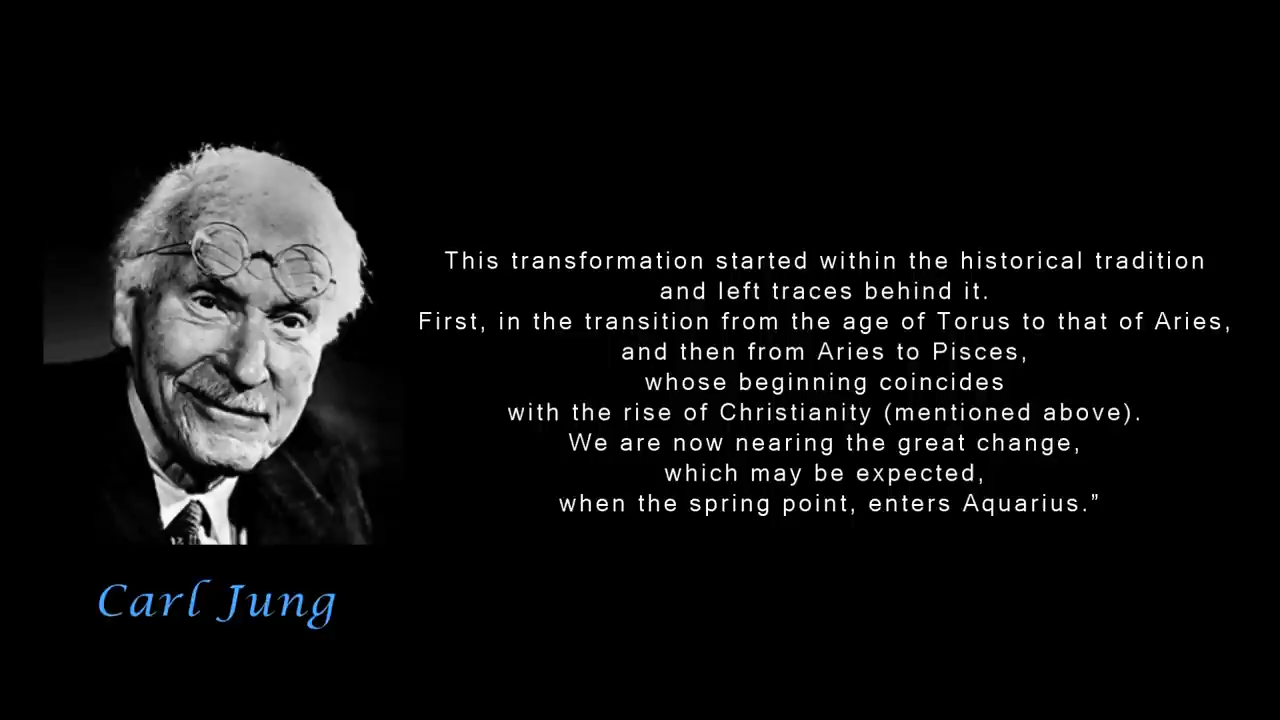 This transformation started within the historical tradition
and left traces behind it.
First, in the transition from the age of Torus to that of Aries,
and then from Aries to Pisces,
whose beginning coincides
with the rise of Christianity (mentioned above).
We are now nearing the great change,
which may be expected,
when the spring point, enters Aquarius.”
Carl Jung